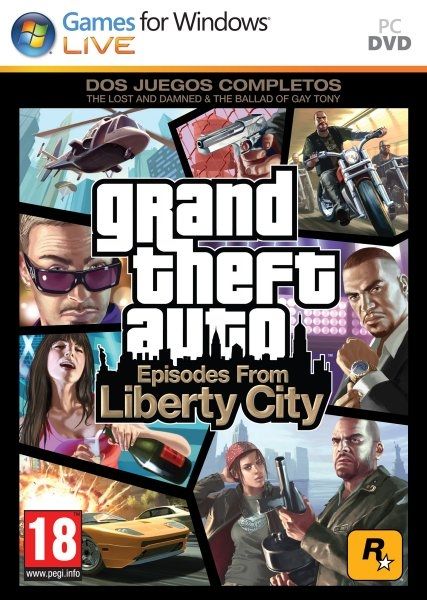 Games for Windows
LIVE
PC
DVD
DOS JUEGOS COMPLETOS
THE LOST AND DAMNED & THE BALLAD OF GAY TONY
grand
theft
auto
Episodes From
Liberty City
18
www.pegi.info
R